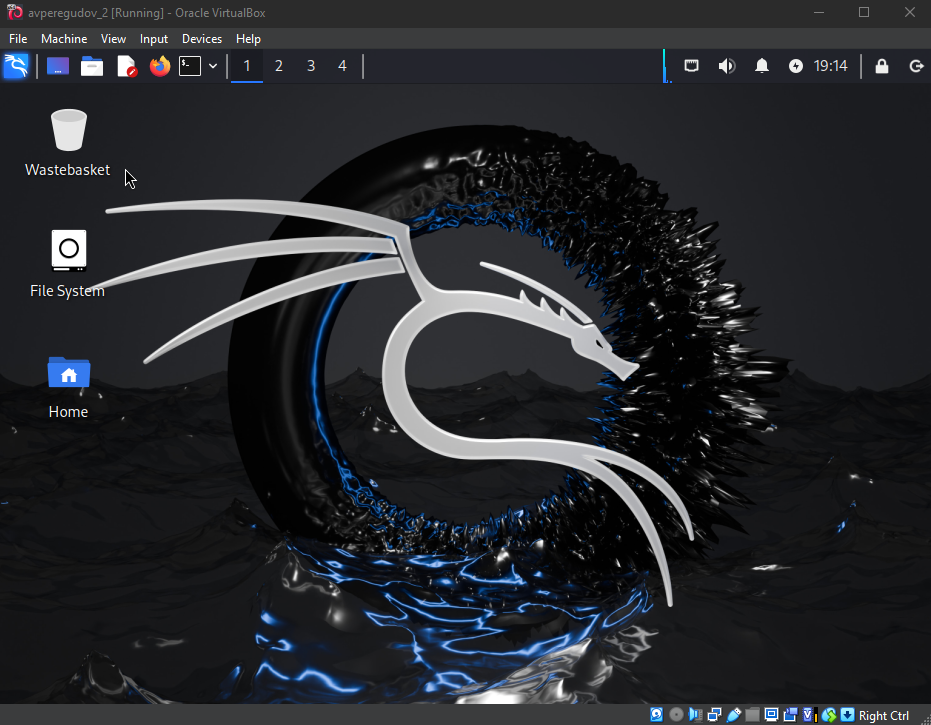 avperegudov_2 [Running] - Oracle VirtualBox
File Machine View Input Devices Help
1 2 3 4 19:14
Wastebasket
File System
Home
Right Ctrl